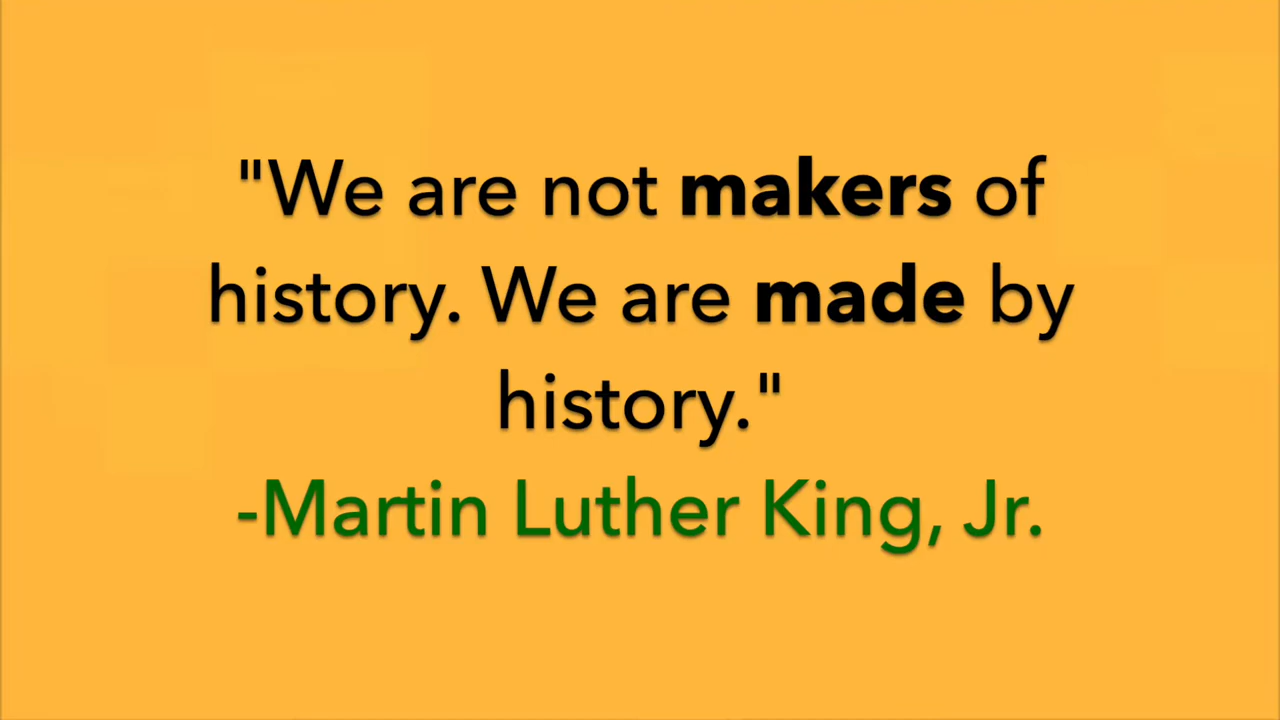 "We are not makers of
history. We are made by
history."
-Martin Luther King, Jr.